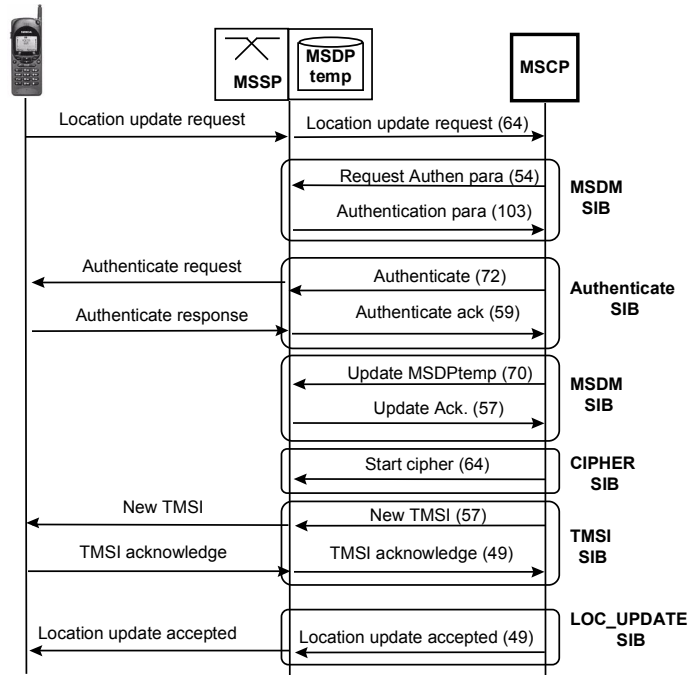 MSSP
MSDP
temp
MSCP
Location update request
Location update request (64)
Request Authen para (54)
Authentication para (103)
MSDM
SIB
Authenticate request
Authenticate (72)
Authenticate response
Authenticate ack (59)
Authenticate
SIB
Update MSDPtemp (70)
Update Ack. (57)
MSDM
SIB
Start cipher (64)
CIPHER
SIB
New TMSI
New TMSI (57)
TMSI acknowledge
TMSI acknowledge (49)
TMSI
SIB
Location update accepted
Location update accepted (49)
LOC_UPDATE
SIB